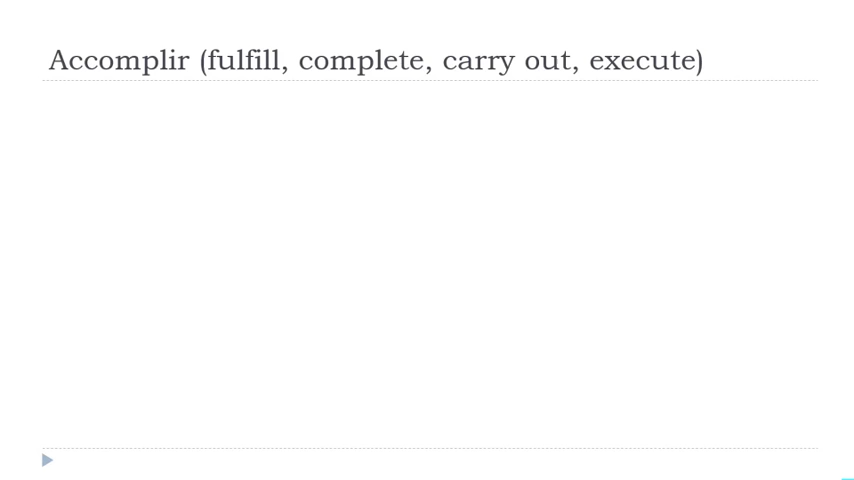 Accomplir (fulfill, complete, carry out, execute)